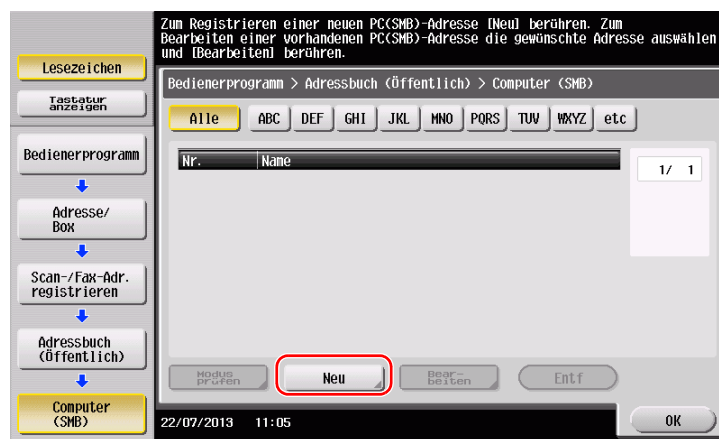 Zum Registrieren einer neuen PC(SMB)-Adresse [Neu] berühren. Zum
Bearbeiten einer vorhandenen PC(SMB)-Adresse die gewünschte Adresse auswählen
und [Bearbeiten] berühren.
Lesezeichen
Tastatur
anzeigen
Bedienerprogramm
Adresse/
Box
Scan-/Fax-Adr.
registrieren
Adressbuch
(Öffentlich)
Computer
(SMB)
Bedienerprogramm > Adressbuch (Öffentlich) > Computer (SMB)
Alle ABC DEF GHI JKL MNO PQRS TUV WXYZ etc
Nr. Name
1/ 1
Modus
prüfen
Neu
Bear-
beiten
Entf
22/07/2013 11:05
OK